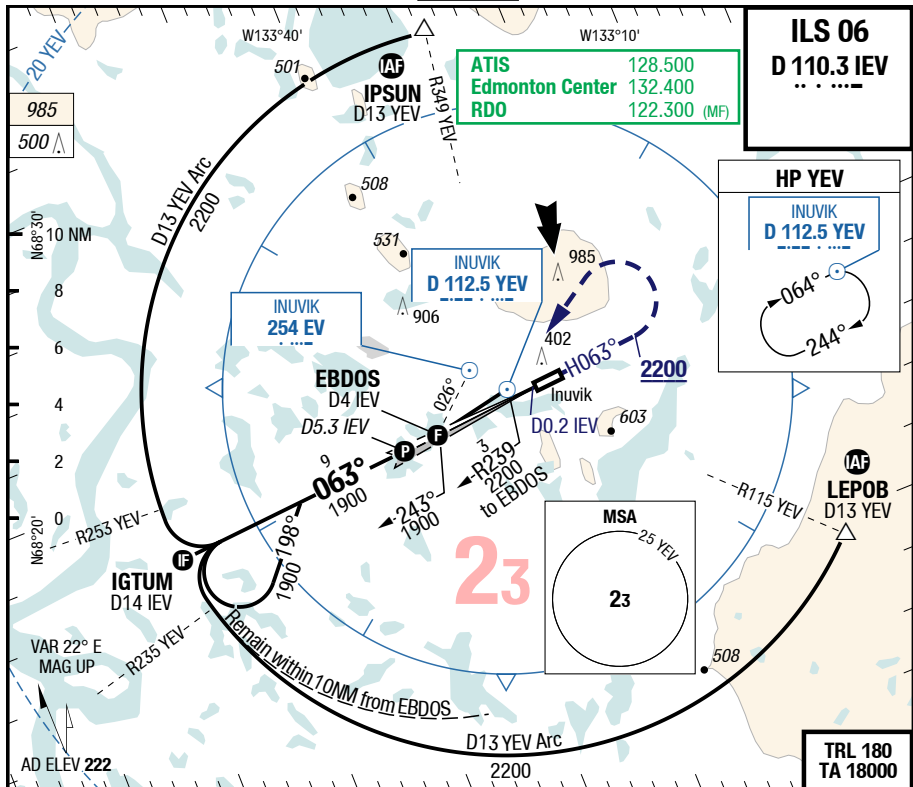 W133°40'
W133°10'
ILS 06
D 110.3 IEV
ATIS 128.500
Edmonton Center 132.400
RDO 122.300 (MF)
20 YEV
501
IAF
IPSUN
D13 YEV
R349 YEV
985
500
D13 YEV Arc
2200
508
HP YEV
INUVIK
D 112.5 YEV
064°
244°
N68°30'
10 NM
531
INUVIK
D 112.5 YEV
985
8
INUVIK
254 EV
906
402
6
H063°
2200
EBDOS
D4 IEV
026°
Inuvik
4
D5.3 IEV
D0.2 IEV
603
F
P
2
9
063°
1900
3
R239
2200
to EBDOS
243°
1900
IAF
LEPOB
D13 YEV
R115 YEV
0
N68°20'
R253 YEV
198°
1900
MSA
25 YEV
23
23
IF
IGTUM
D14 IEV
R235 YEV
Remain within 10NM from EBDOS
VAR 22° E
MAG UP
508
D13 YEV Arc
2200
AD ELEV 222
TRL 180
TA 18000